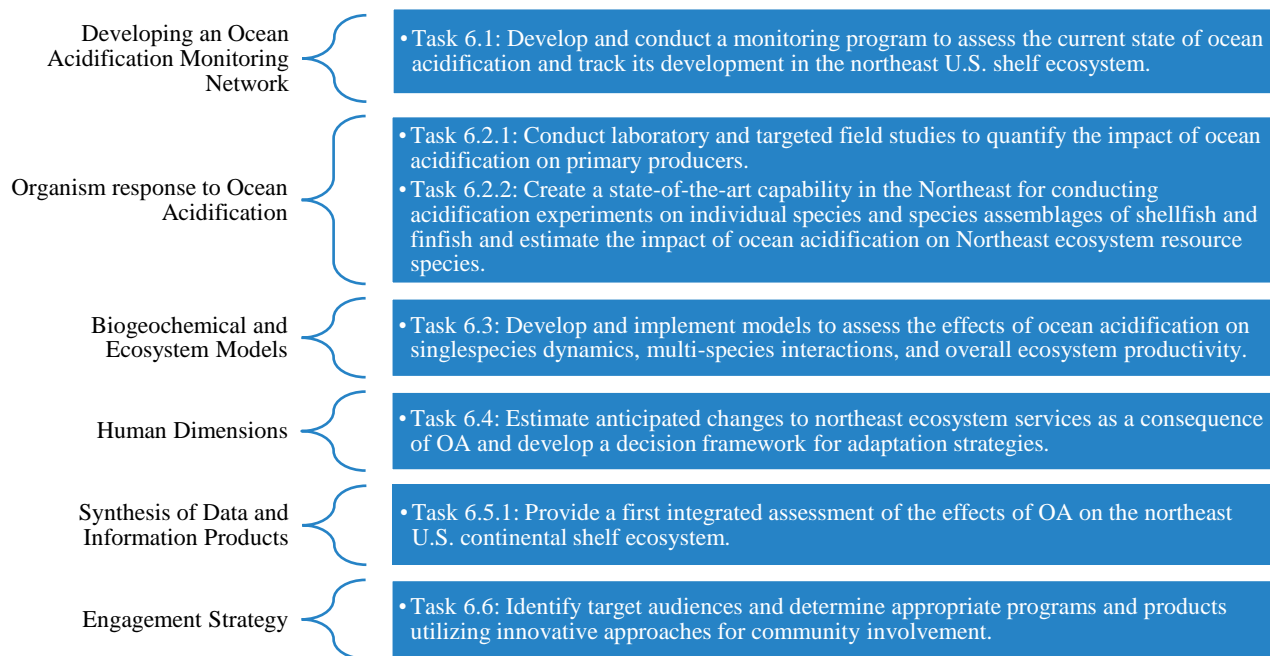 Developing an Ocean
Acidification Monitoring
Network
• Task 6.1: Develop and conduct a monitoring program to assess the current state of ocean
acidification and track its development in the northeast U.S. shelf ecosystem.
Organism response to Ocean
Acidification
• Task 6.2.1: Conduct laboratory and targeted field studies to quantify the impact of ocean
acidification on primary producers.
• Task 6.2.2: Create a state-of-the-art capability in the Northeast for conducting
acidification experiments on individual species and species assemblages of shellfish and
finfish and estimate the impact of ocean acidification on Northeast ecosystem resource
species.
Biogeochemical and
Ecosystem Models
• Task 6.3: Develop and implement models to assess the effects of ocean acidification on
singlespecies dynamics, multi-species interactions, and overall ecosystem productivity.
Human Dimensions
• Task 6.4: Estimate anticipated changes to northeast ecosystem services as a consequence
of OA and develop a decision framework for adaptation strategies.
Synthesis of Data and
Information Products
• Task 6.5.1: Provide a first integrated assessment of the effects of OA on the northeast
U.S. continental shelf ecosystem.
Engagement Strategy
• Task 6.6: Identify target audiences and determine appropriate programs and products
utilizing innovative approaches for community involvement.